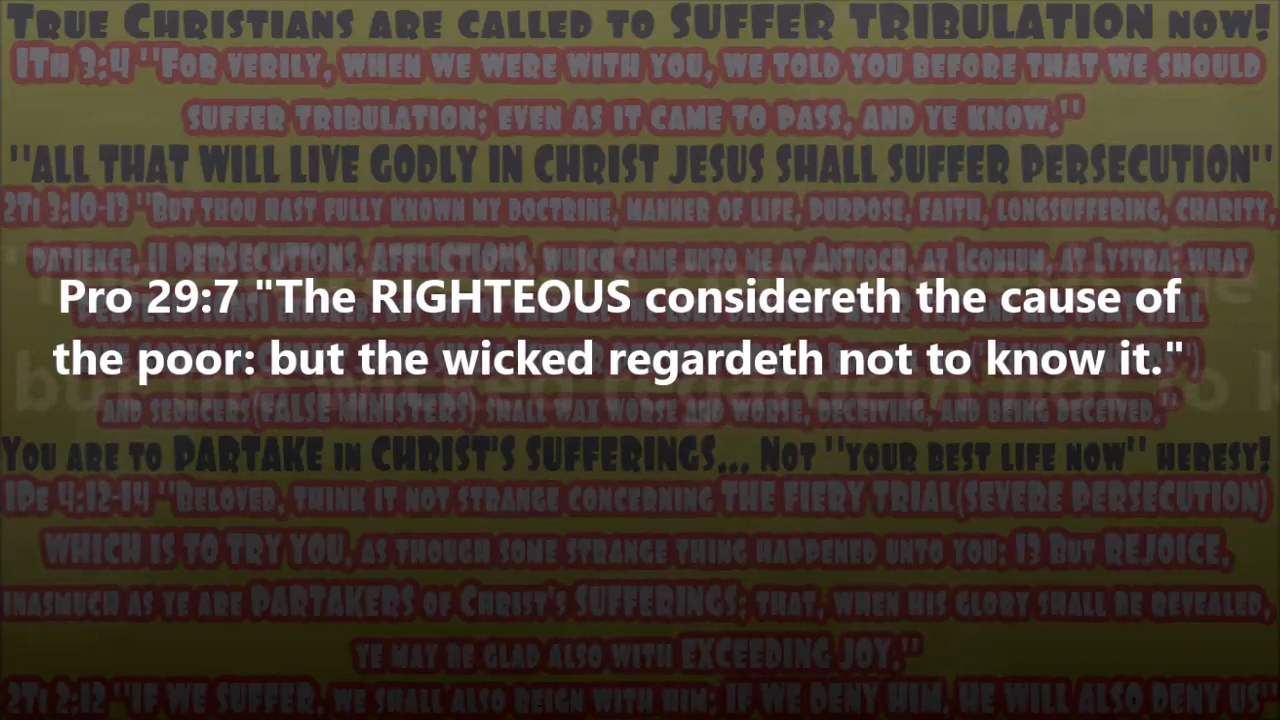 True Christians are called to SUFFER TRIBULATION now!
1Th 3:4 ''For verily, when we were with you, we told you before that we should
suffer tribulation; even as it came to pass, and ye know.''
''ALL THAT WILL LIVE GODLY IN CHRIST JESUS SHALL SUFFER PERSECUTION''
2Ti 3:10-13 ''But thou hast fully known my doctrine, manner of life, purpose, faith, longsuffering, charity,
patience, 11 PERSECUTIONS, AFFLICTIONS, which came unto me at Antioch, at Iconium, at Lystra; what
Pro 29:7 "The RIGHTEOUS considereth the cause of
the poor: but the wicked regardeth not to know it."
and seducers(FALSE MINISTERS) shall wax worse and worse, deceiving, and being deceived.''
You are to PARTAKE in CHRIST'S SUFFERINGS... Not ''your best life now'' heresy!
1Pe 4:12-14 ''Beloved, think it not strange concerning THE FIERY TRIAL(SEVERE PERSECUTION)
WHICH IS TO TRY YOU, as though some strange thing happened unto you: 13 But REJOICE,
inasmuch as ye are PARTAKERS of Christ's SUFFERINGS; that, when his glory shall be revealed,
ye may be glad also with EXCEEDING JOY.''
2Ti 2:12 ''IF WE SUFFER, we shall also reign with him: IF WE DENY HIM, HE WILL ALSO DENY US''